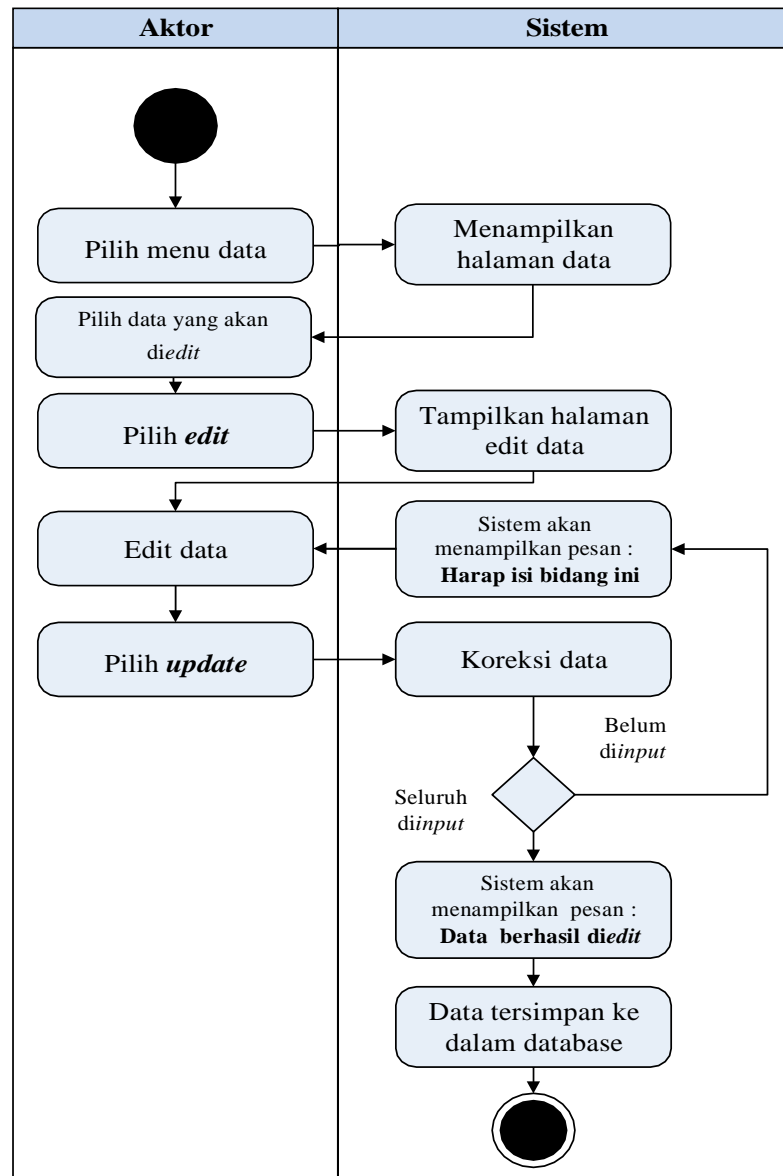 Aktor
Sistem
Pilih menu data
Menampilkan
halaman data
Pilih data yang akan
diedit
Pilih edit
Tampilkan halaman
edit data
Edit data
Sistem akan
menampilkan pesan :
Harap isi bidang ini
Pilih update
Koreksi data
Belum
diinput
Seluruh
diinput
Sistem akan
menampilkan pesan :
Data berhasil diedit
Data tersimpan ke
dalam database